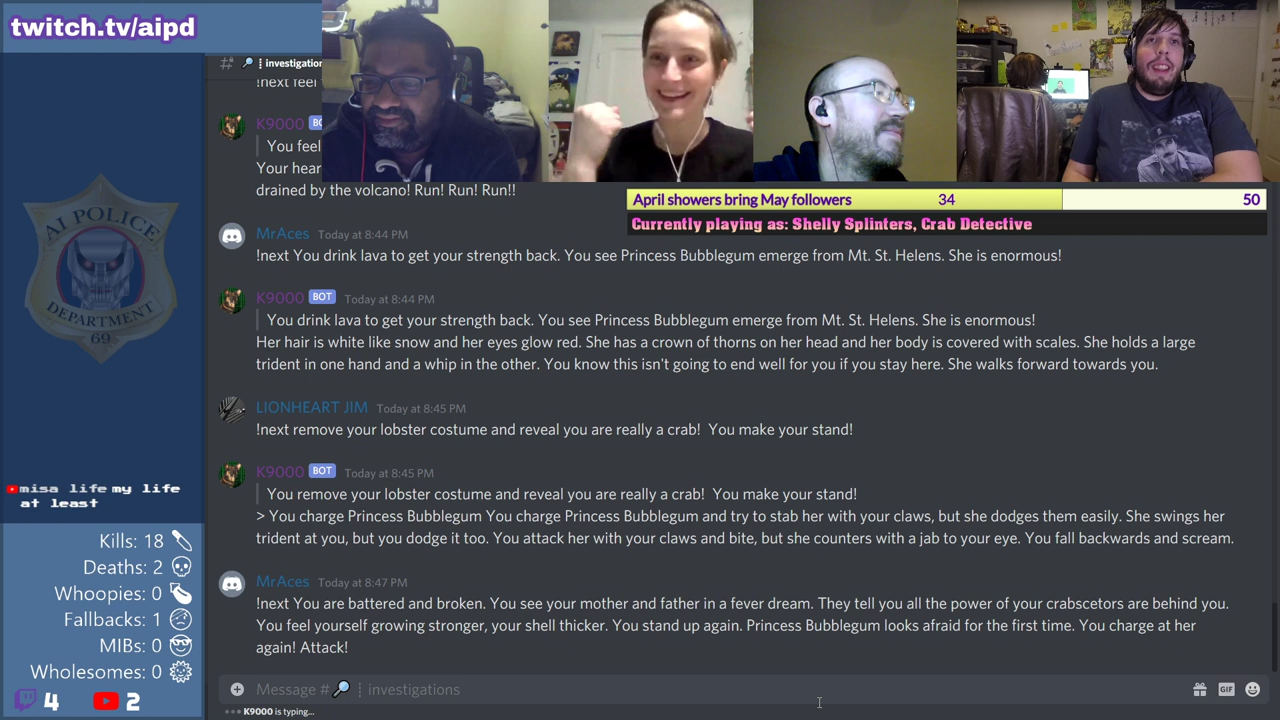 twitch.tv/aipd
investigation
!next feel
K9000 BO
You feel
Your hear
drained by the volcano! Run! Run! Run!!
April showers bring May followers 34 50
Currently playing as: Shelly Splinters, Crab Detective
MrAces Today at 8:44 PM
!next You drink lava to get your strength back. You see Princess Bubblegum emerge from Mt. St. Helens. She is enormous!
K9000 BOT Today at 8:44 PM
You drink lava to get your strength back. You see Princess Bubblegum emerge from Mt. St. Helens. She is enormous!
Her hair is white like snow and her eyes glow red. She has a crown of thorns on her head and her body is covered with scales. She holds a large
trident in one hand and a whip in the other. You know this isn't going to end well for you if you stay here. She walks forward towards you.
LIONHEART JIM Today at 8:45 PM
!next remove your lobster costume and reveal you are really a crab! You make your stand!
K9000 BOT Today at 8:45 PM
You remove your lobster costume and reveal you are really a crab! You make your stand!
> You charge Princess Bubblegum You charge Princess Bubblegum and try to stab her with your claws, but she dodges them easily. She swings her
trident at you, but you dodge it too. You attack her with your claws and bite, but she counters with a jab to your eye. You fall backwards and scream.
MrAces Today at 8:47 PM
!next You are battered and broken. You see your mother and father in a fever dream. They tell you all the power of your crabscetors are behind you.
You feel yourself growing stronger, your shell thicker. You stand up again. Princess Bubblegum looks afraid for the first time. You charge at her
again! Attack!
Message # investigations
K9000 is typing...
AI POLICE
DEPARTMENT
69
misa life my life
at least
Kills: 18
Deaths: 2
Whoopies: 0
Fallbacks: 1
MIBs: 0
Wholesomes: 0
4 2
GIF